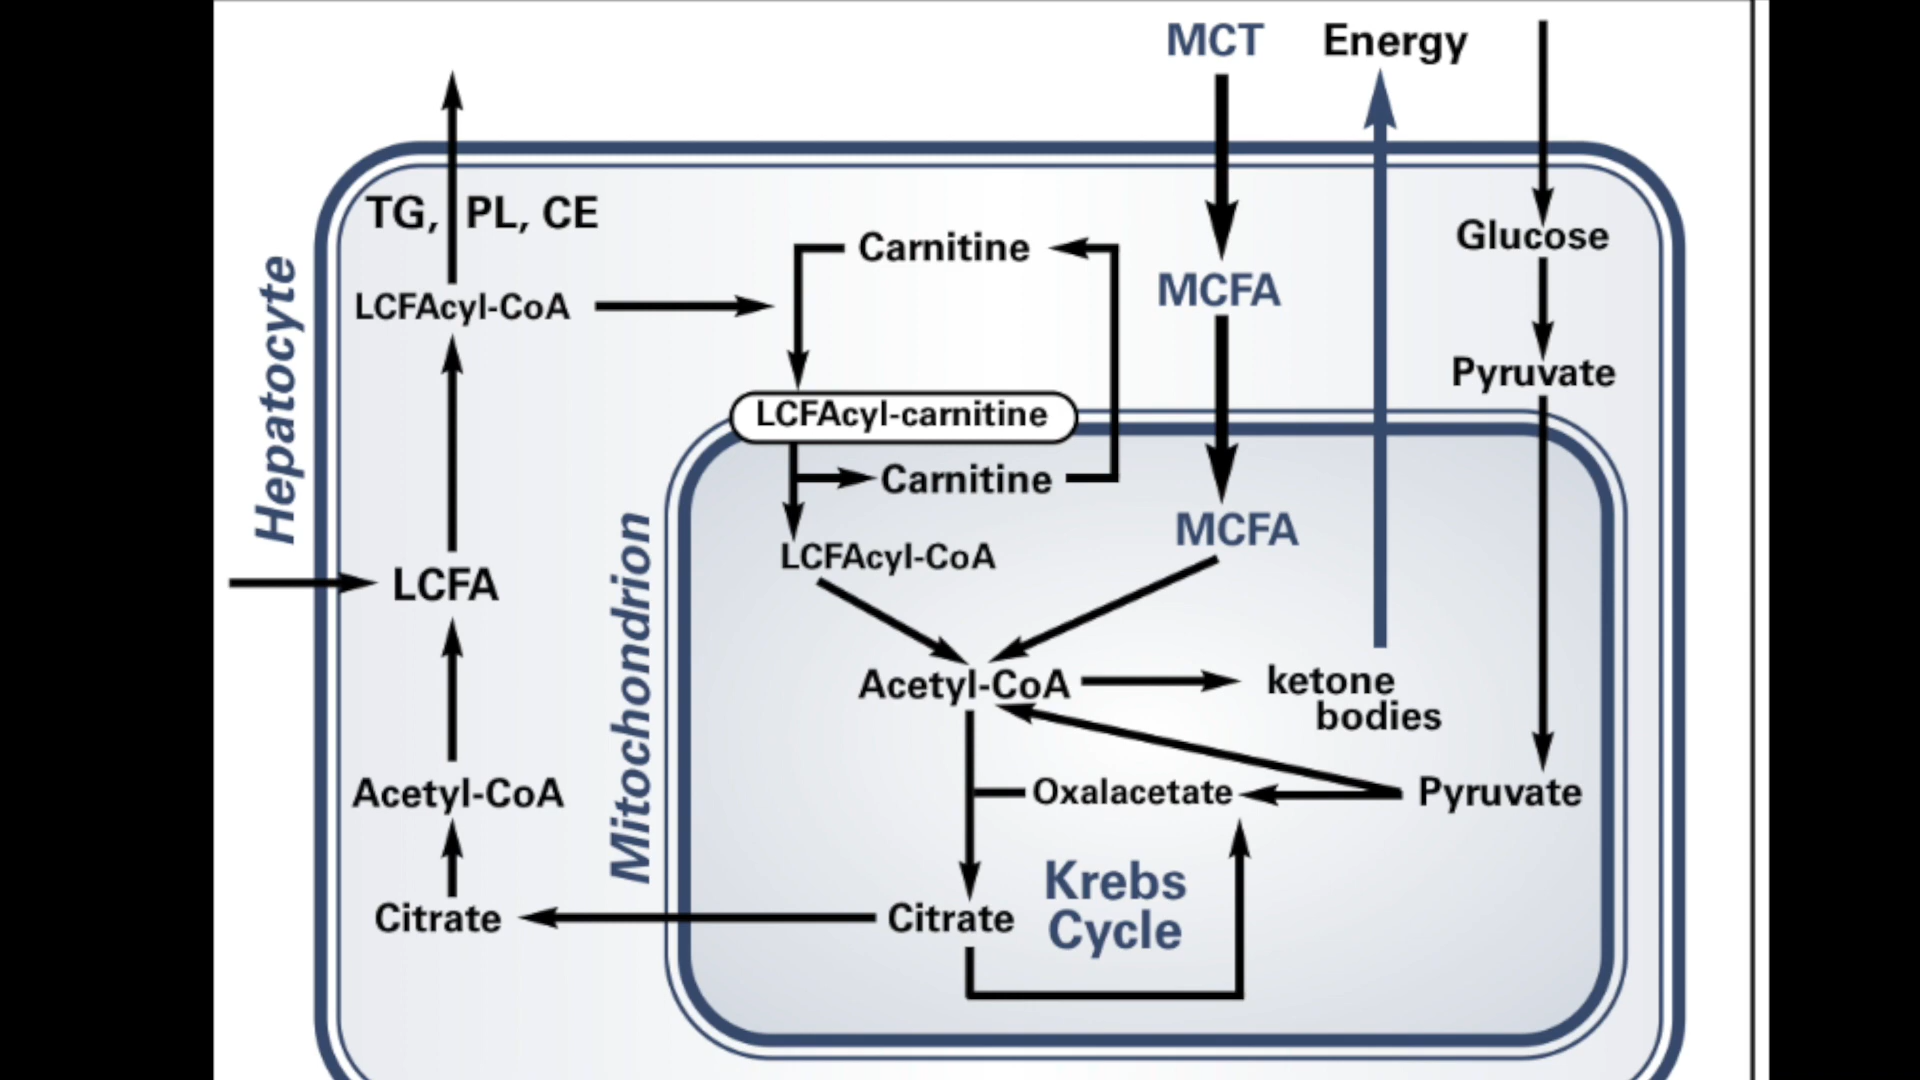 MCT
Energy
TG, PL, CE
Carnitine
Glucose
LCFAcyl-CoA
MCFA
Hepatocyte
Pyruvate
LCFAcyl-carnitine
Carnitine
MCFA
LCFAcyl-CoA
LCFA
Mitochondrion
Acetyl-CoA
ketone
bodies
Acetyl-CoA
Oxalacetate
Pyruvate
Krebs
Cycle
Citrate
Citrate